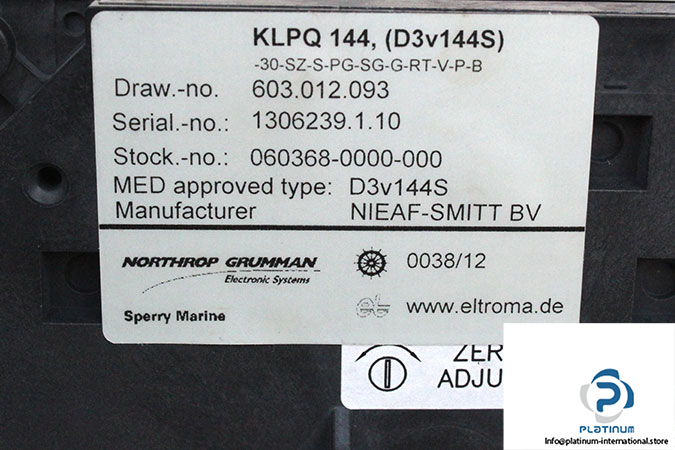 KLPQ 144, (D3v144S)
-30-SZ-S-PG-SG-G-RT-V-P-B
Draw.-no. 603.012.093
Serial.-no.: 1306239.1.10
Stock.-no.: 060368-0000-000
MED approved type: D3v144S
Manufacturer NIEAF-SMITT BV
NORTHROP GRUMMAN
Electronic Systems
0038/12
Sperry Marine
www.eltroma.de
PLATINUM
Info@platinum-international.store